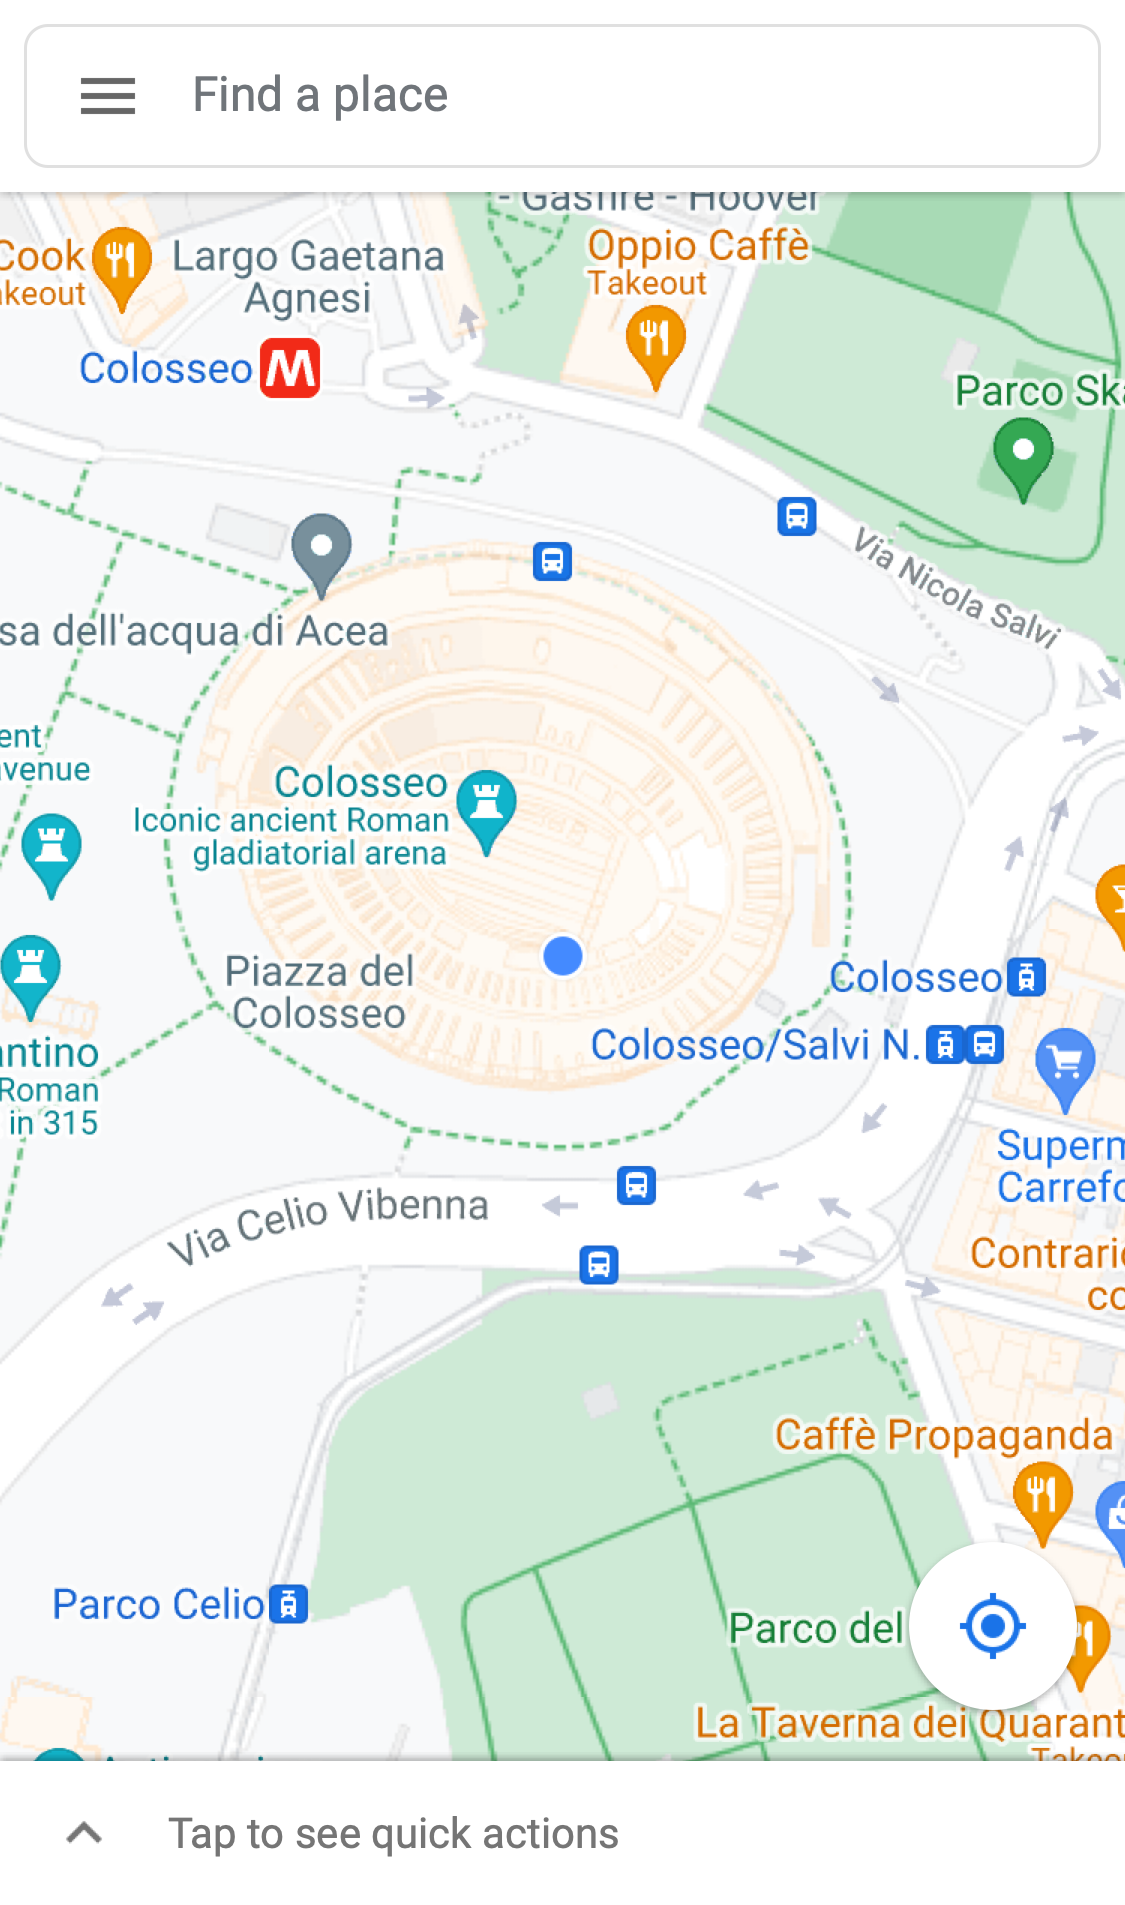 Find a place
- Gasfire - Hoover
Oppio Caffè
Takeout
Cook
Largo Gaetana
Agnesi
Colosseo
M
Parco
Via Nicola Salvi
dell'acqua di Acea
Colosseo
Iconic ancient Roman
gladiatorial arena
Piazza del
Colosseo
Colosseo
Colosseo/Salvi N.
Roman
in 315
Via Celio Vibenna
Caffè Propaganda
Parco Celio
Parco del
La Taverna dei
Tap to see quick actions